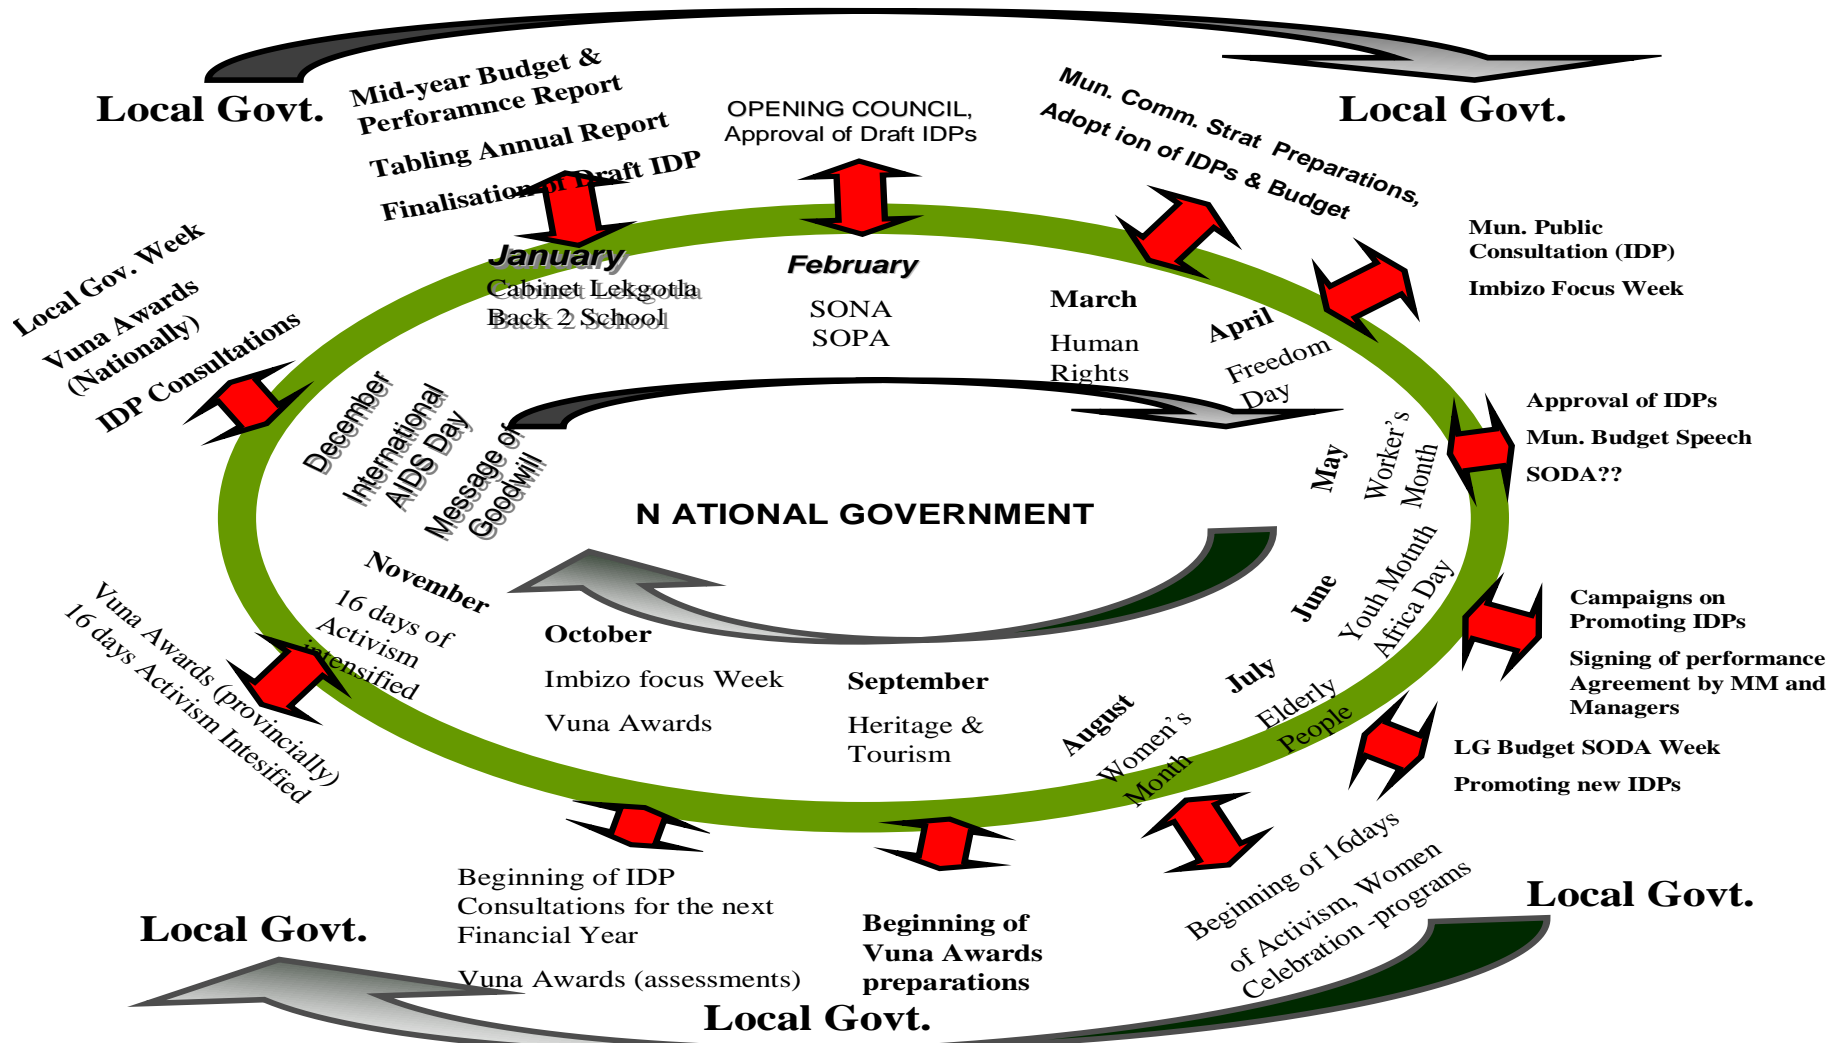 Local Govt.
Mid-year Budget &
Perforamnce Report
Tabling Annual Report
Finalisation of Draft IDP
OPENING COUNCIL,
Approval of Draft IDPs
Mun. Comm. Strat Preparations,
Adopt ion of IDPs & Budget
Local Govt.
Mun. Public
Consultation (IDP)
Imbizo Focus Week
Local Gov. Week
Vuna Awards
(Nationally)
IDP Consultations
January
Cabinet Lekgotla
Back 2 School
February
SONA
SOPA
March
Human
Rights
April
Freedom
Day
Approval of IDPs
Mun. Budget Speech
SODA??
May
Worker's
Month
December
International
AIDS Day
Message of
Goodwill
N ATIONAL GOVERNMENT
June
Youh Motnth
Africa Day
Campaigns on
Promoting IDPs
Signing of performance
Agreement by MM and
Managers
November
16 days of
Activism
intensified
Vuna Awards (provincially)
16 days Activism Intesified
October
Imbizo focus Week
Vuna Awards
September
Heritage &
Tourism
August
Women's
Month
July
Elderly
People
LG Budget SODA Week
Promoting new IDPs
Beginning of 16days
of Activism, Women
Celebration -programs
Local Govt.
Local Govt.
Beginning of IDP
Consultations for the next
Financial Year
Vuna Awards (assessments)
Beginning of
Vuna Awards
preparations
Local Govt.